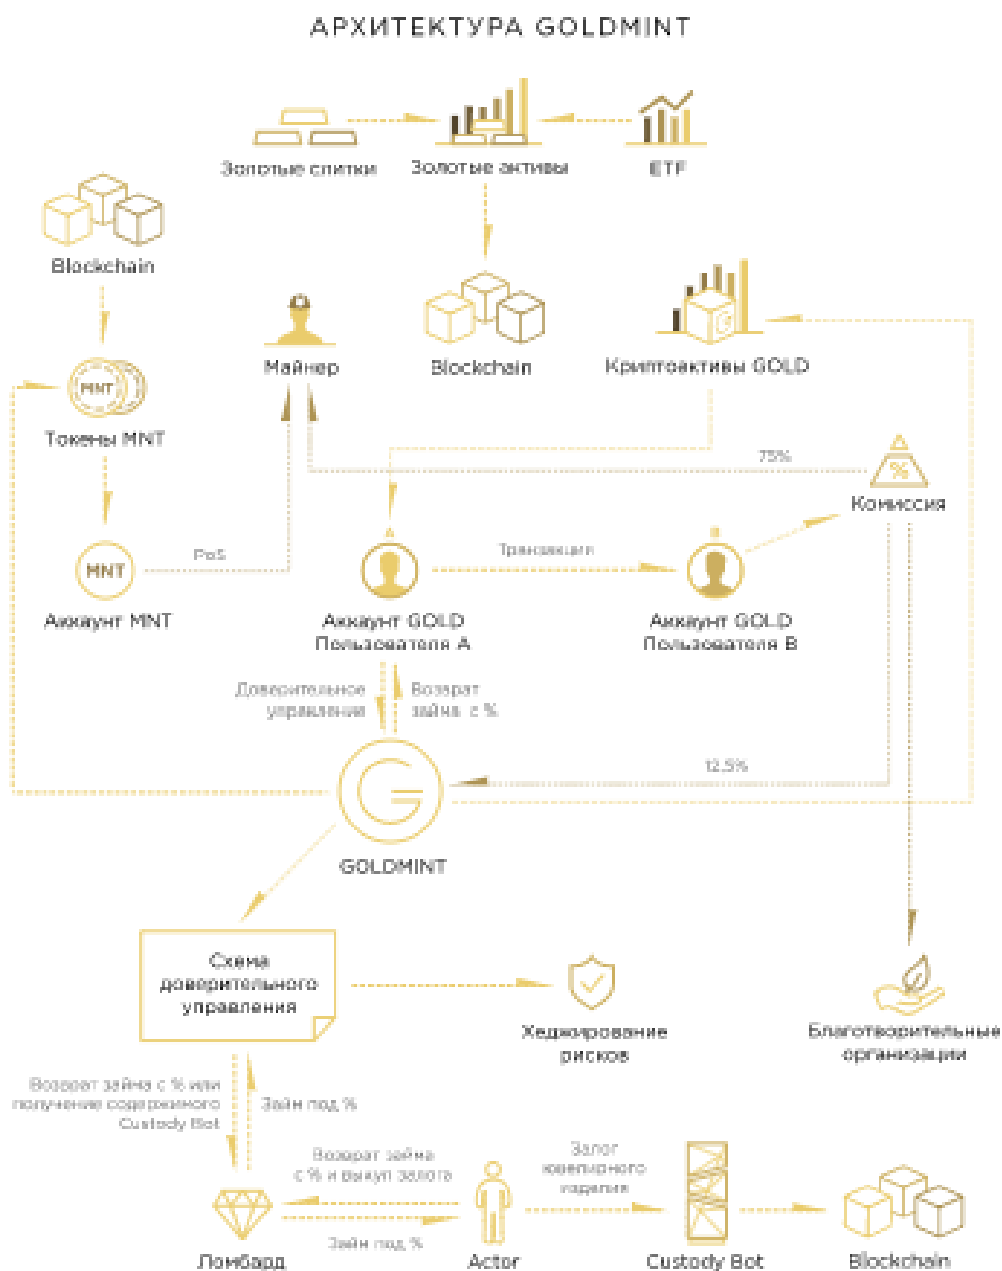 АРХИТЕКТУРА GOLDMINT
Золотые слитки
Золотые активы
ETF
Blockchain
Майнер
Blockchain
Криптоактивы GOLD
MNT
Токены MNT
75%
%
Комиссия
A
Транзакция
B
PoS
MNT
Аккаунт MNT
Аккаунт GOLD
Пользователя A
Аккаунт GOLD
Пользователя B
Доверительное
управление
Возврат
займа с %
12.5%
G
GOLDMINT
Схема
доверительного
управления
Хеджирование
рисков
Благотворительные
организации
Возврат займа с % или
получение содержимого
Custody Bot
Займ под %
Возврат займа
с % и выкуп залога
Залог
ювелирного
изделия
Займ под %
Ломбард
Actor
Custody Bot
Blockchain